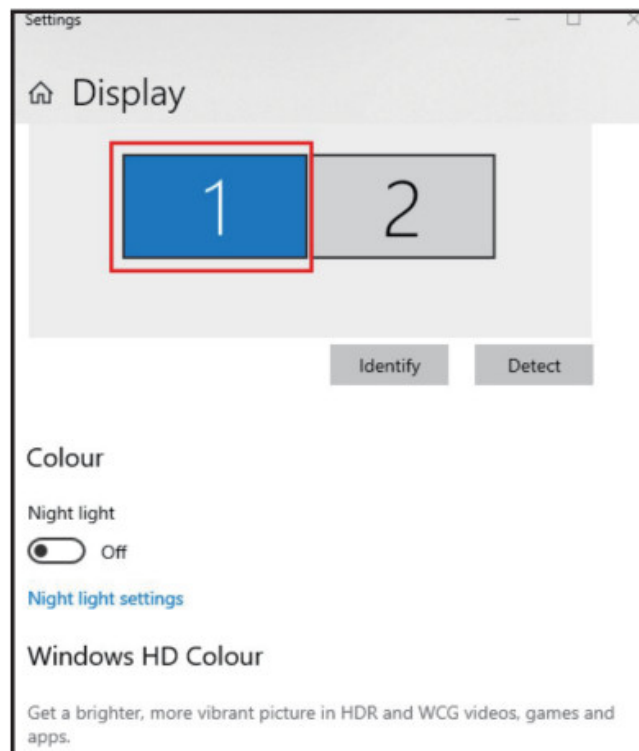 Settings
Display
1 2
Identify Detect
Colour
Night light
Off
Night light settings
Windows HD Colour
Get a brighter, more vibrant picture in HDR and WCG videos, games and
apps.